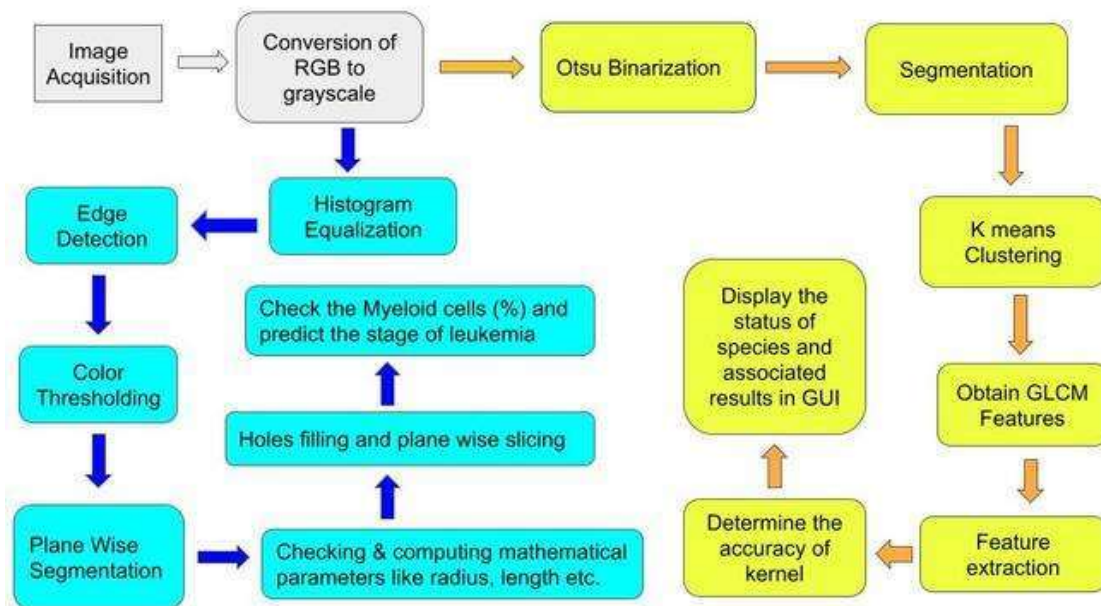 Image
Acquisition
Conversion of
RGB to
grayscale
Otsu Binarization
Segmentation
Edge
Detection
Histogram
Equalization
K means
Clustering
Check the Myeloid cells (%) and
predict the stage of leukemia
Display the
status of
species and
associated
results in GUI
Color
Thresholding
Obtain GLCM
Features
Holes filling and plane wise slicing
Plane Wise
Segmentation
Checking & computing mathematical
parameters like radius, length etc.
Determine the
accuracy of
kernel
Feature
extraction